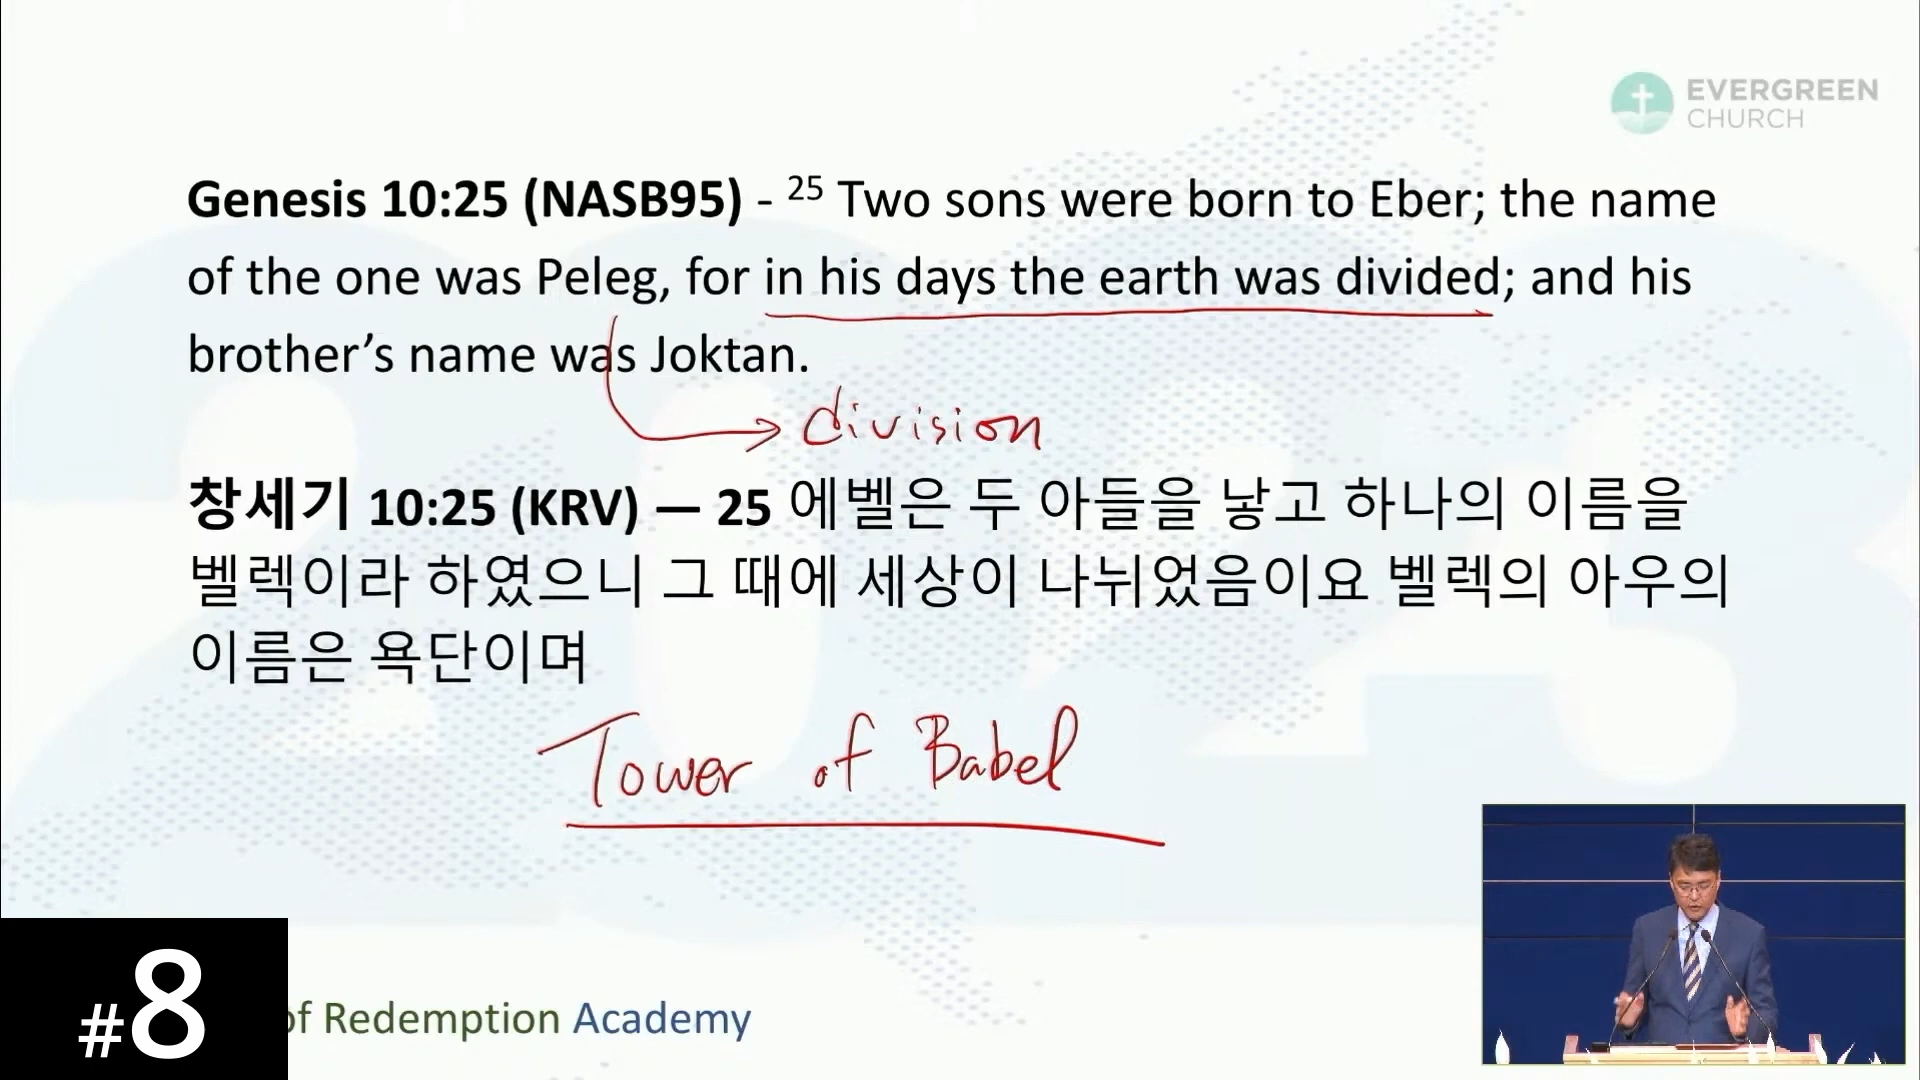 EVERGREEN
CHURCH
Genesis 10:25 (NASB95) - 25 Two sons were born to Eber; the name
of the one was Peleg, for in his days the earth was divided; and his
brother’s name was Joktan.
division
창세기 10:25 (KRV) — 25 에벨은 두 아들을 낳고 하나의 이름을
벨렉이라 하였으니 그 때에 세상이 나뉘었음이요 벨렉의 아우의
이름은 욕단이며
Tower of Babel
#8
of Redemption Academy